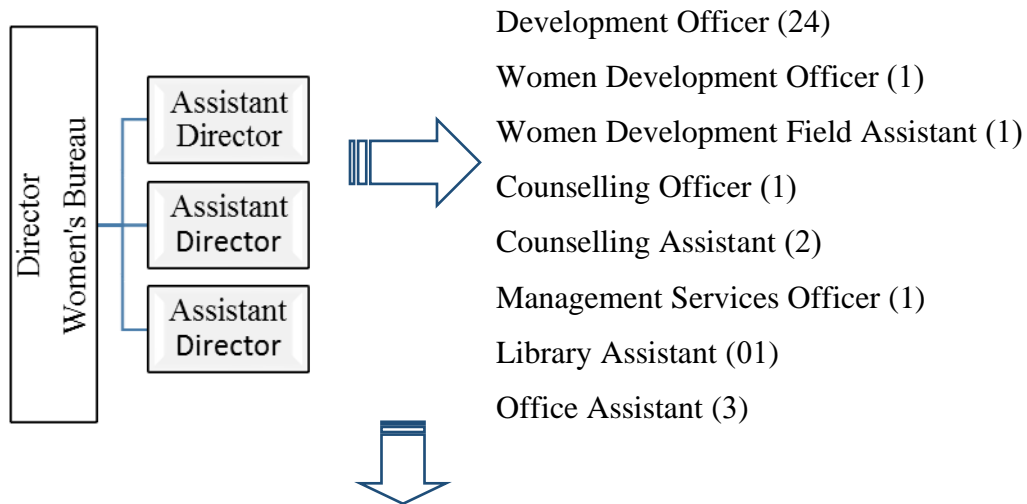 Director
Women's Bureau
Assistant
Director
Assistant
Director
Assistant
Director
Development Officer (24)
Women Development Officer (1)
Women Development Field Assistant (1)
Counselling Officer (1)
Counselling Assistant (2)
Management Services Officer (1)
Library Assistant (01)
Office Assistant (3)